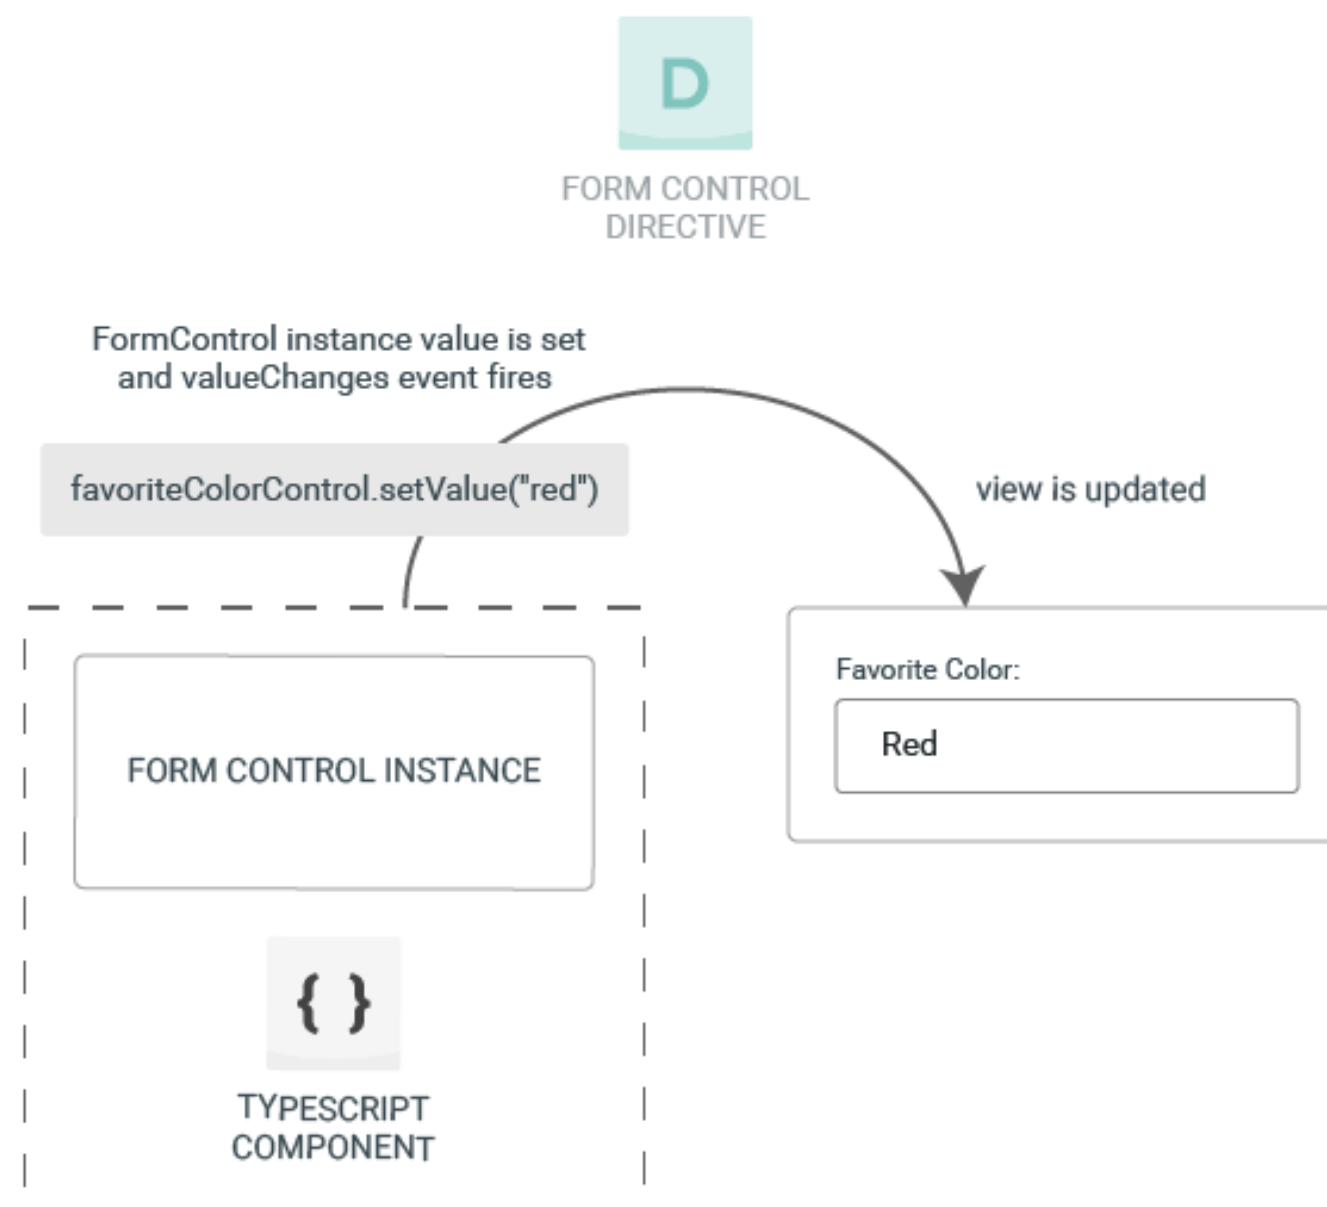 D
FORM CONTROL
DIRECTIVE
FormControl instance value is set
and valueChanges event fires
favoriteColorControl.setValue("red")
view is updated
Favorite Color:
Red
FORM CONTROL INSTANCE
{ }
TYPESCRIPT
COMPONENT